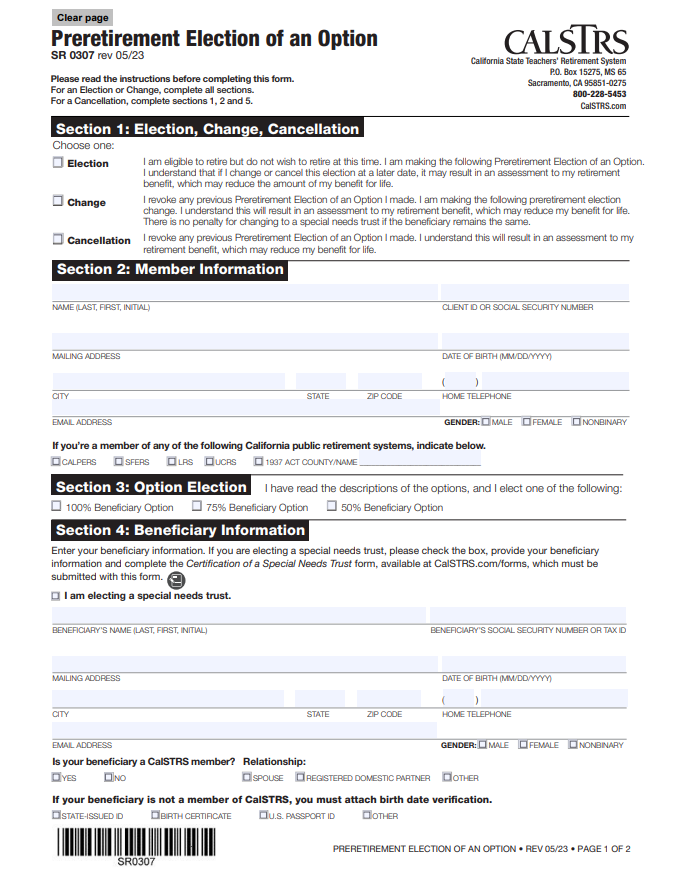 Clear page
Preretirement Election of an Option
SR 0307 rev 05/23
CALSTRS
California State Teachers' Retirement System
P.O. Box 15275, MS 65
Sacramento, CA 95851-0275
800-228-5453
CalSTRS.com
Please read the instructions before completing this form.
For an Election or Change, complete all sections.
For a Cancellation, complete sections 1, 2 and 5.
Section 1: Election, Change, Cancellation
Choose one:
Election
I am eligible to retire but do not wish to retire at this time. I am making the following Preretirement Election of an Option.
I understand that if I change or cancel this election at a later date, it may result in an assessment to my retirement
benefit, which may reduce the amount of my benefit for life.
Change
I revoke any previous Preretirement Election of an Option I made. I am making the following preretirement election
change. I understand this will result in an assessment to my retirement benefit, which may reduce my benefit for life.
There is no penalty for changing to a special needs trust if the beneficiary remains the same.
Cancellation
I revoke any previous Preretirement Election of an Option I made. I understand this will result in an assessment to my
retirement benefit, which may reduce my benefit for life.
Section 2: Member Information
NAME (LAST, FIRST, INITIAL) CLIENT ID OR SOCIAL SECURITY NUMBER
MAILING ADDRESS DATE OF BIRTH (MM/DD/YYYY)
( )
CITY STATE ZIP CODE HOME TELEPHONE
EMAIL ADDRESS GENDER: MALE FEMALE NONBINARY
If you're a member of any of the following California public retirement systems, indicate below.
CALPERS SFERS LRS UCRS 1937 ACT COUNTY/NAME
Section 3: Option Election I have read the descriptions of the options, and I elect one of the following:
100% Beneficiary Option 75% Beneficiary Option 50% Beneficiary Option
Section 4: Beneficiary Information
Enter your beneficiary information. If you are electing a special needs trust, please check the box, provide your beneficiary
information and complete the Certification of a Special Needs Trust form, available at CalSTRS.com/forms, which must be
submitted with this form.
I am electing a special needs trust.
BENEFICIARY'S NAME (LAST, FIRST, INITIAL) BENEFICIARY'S SOCIAL SECURITY NUMBER OR TAX ID
MAILING ADDRESS DATE OF BIRTH (MM/DD/YYYY)
( )
CITY STATE ZIP CODE HOME TELEPHONE
EMAIL ADDRESS GENDER: MALE FEMALE NONBINARY
Is your beneficiary a CalSTRS member? Relationship:
YES NO SPOUSE REGISTERED DOMESTIC PARTNER OTHER
If your beneficiary is not a member of CalSTRS, you must attach birth date verification.
STATE-ISSUED ID BIRTH CERTIFICATE U.S. PASSPORT ID OTHER
SR0307
PRERETIREMENT ELECTION OF AN OPTION • REV 05/23 • PAGE 1 OF 2